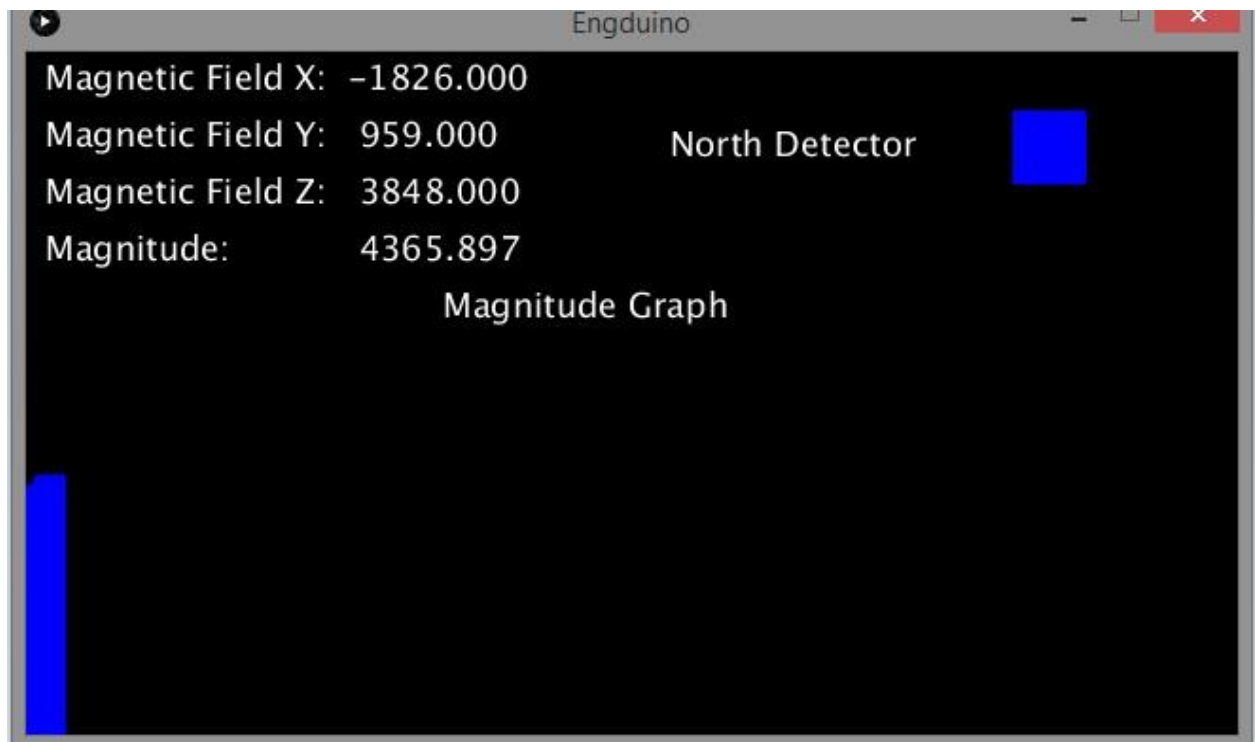 Engduino
Magnetic Field X: -1826.000
Magnetic Field Y: 959.000
North Detector
Magnetic Field Z: 3848.000
Magnitude: 4365.897
Magnitude Graph